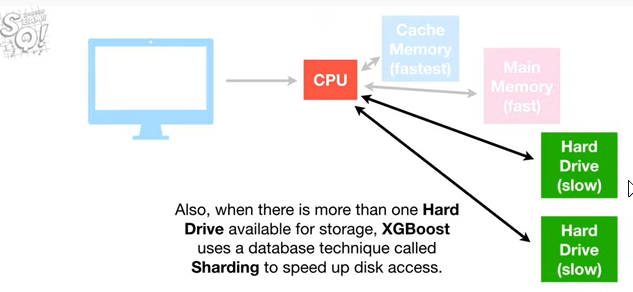 SQ!
CPU
Cache
Memory
(fastest)
Main
Memory
(fast)
Hard
Drive
(slow)
Hard
Drive
(slow)
Also, when there is more than one Hard
Drive available for storage, XGBoost
uses a database technique called
Sharding to speed up disk access.